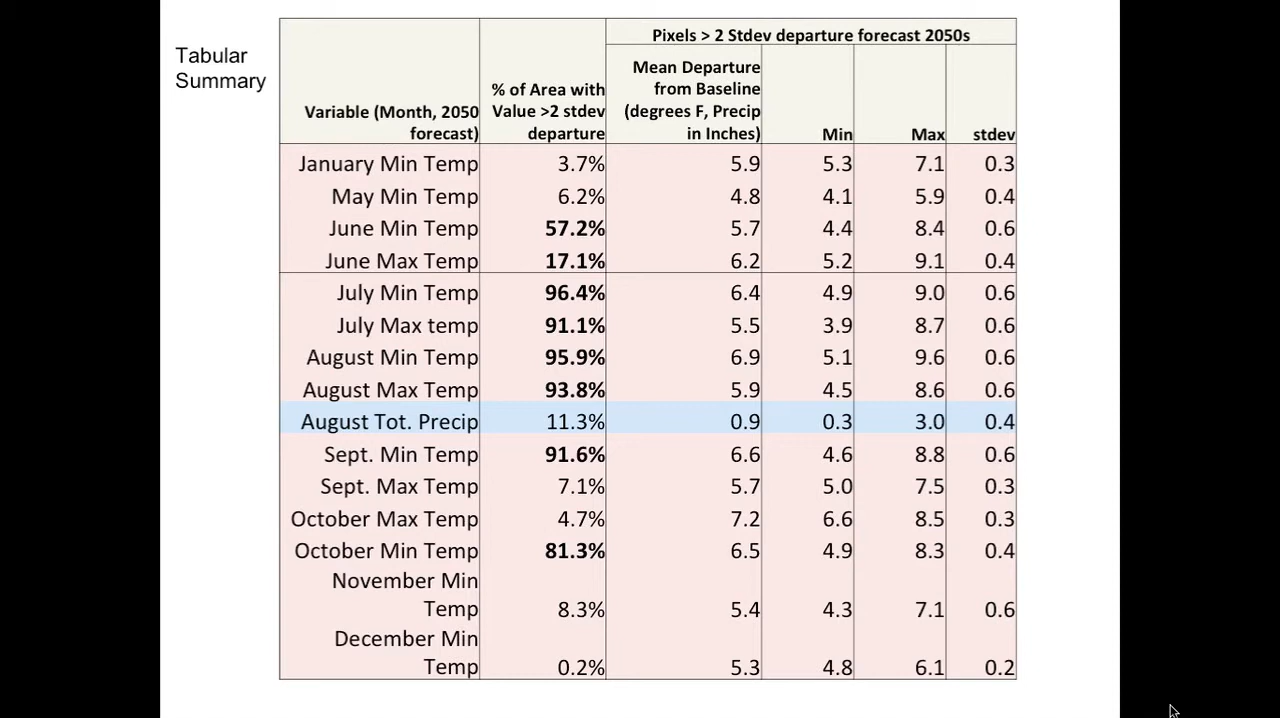 Tabular
Summary
Pixels > 2 Stdev departure forecast 2050s
Variable (Month, 2050
forecast)
% of Area with
Value >2 stdev
departure
Mean Departure
from Baseline
(degrees F, Precip
in Inches)
Min
Max
stdev
January Min Temp 3.7% 5.9 5.3 7.1 0.3
May Min Temp 6.2% 4.8 4.1 5.9 0.4
June Min Temp 57.2% 5.7 4.4 8.4 0.6
June Max Temp 17.1% 6.2 5.2 9.1 0.4
July Min Temp 96.4% 6.4 4.9 9.0 0.6
July Max temp 91.1% 5.5 3.9 8.7 0.6
August Min Temp 95.9% 6.9 5.1 9.6 0.6
August Max Temp 93.8% 5.9 4.5 8.6 0.6
August Tot. Precip 11.3% 0.9 0.3 3.0 0.4
Sept. Min Temp 91.6% 6.6 4.6 8.8 0.6
Sept. Max Temp 7.1% 5.7 5.0 7.5 0.3
October Max Temp 4.7% 7.2 6.6 8.5 0.3
October Min Temp 81.3% 6.5 4.9 8.3 0.4
November Min
Temp 8.3% 5.4 4.3 7.1 0.6
December Min
Temp 0.2% 5.3 4.8 6.1 0.2